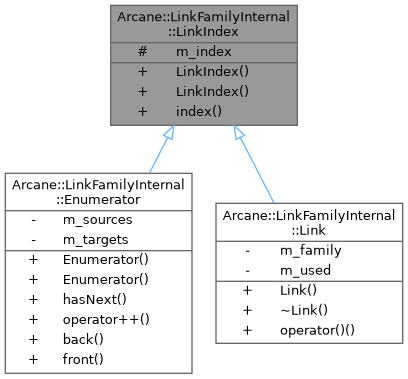 Arcane::LinkFamilyInternal
::LinkIndex
# m_index
+ LinkIndex()
+ LinkIndex()
+ index()
Arcane::LinkFamilyInternal
::Enumerator
- m_sources
- m_targets
+ Enumerator()
+ Enumerator()
+ hasNext()
+ operator++()
+ back()
+ front()
Arcane::LinkFamilyInternal
::Link
- m_family
- m_used
+ Link()
+ ~Link()
+ operator()()